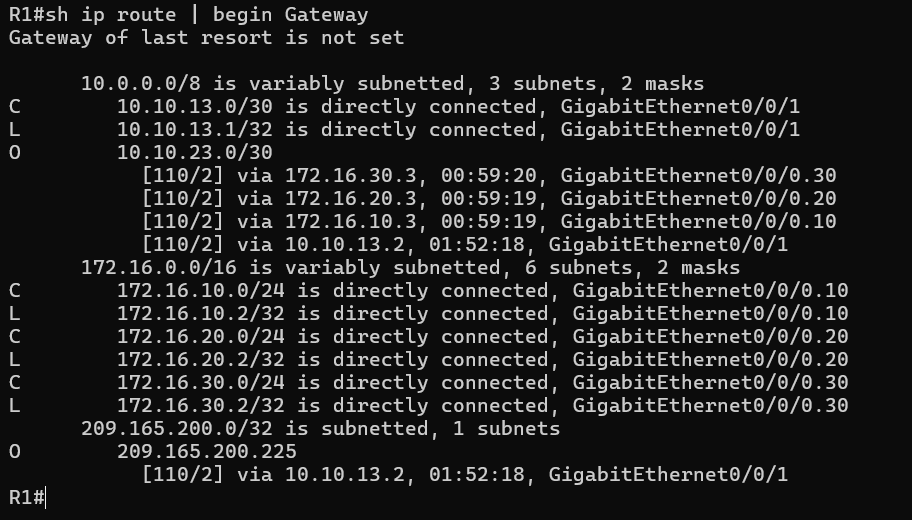 R1#sh ip route | begin Gateway
Gateway of last resort is not set
10.0.0.0/8 is variably subnetted, 3 subnets, 2 masks
C 10.10.13.0/30 is directly connected, GigabitEthernet0/0/1
L 10.10.13.1/32 is directly connected, GigabitEthernet0/0/1
O 10.10.23.0/30
[110/2] via 172.16.30.3, 00:59:20, GigabitEthernet0/0/0.30
[110/2] via 172.16.20.3, 00:59:19, GigabitEthernet0/0/0.20
[110/2] via 172.16.10.3, 00:59:19, GigabitEthernet0/0/0.10
[110/2] via 10.10.13.2, 01:52:18, GigabitEthernet0/0/1
172.16.0.0/16 is variably subnetted, 6 subnets, 2 masks
C 172.16.10.0/24 is directly connected, GigabitEthernet0/0/0.10
L 172.16.10.2/32 is directly connected, GigabitEthernet0/0/0.10
C 172.16.20.0/24 is directly connected, GigabitEthernet0/0/0.20
L 172.16.20.2/32 is directly connected, GigabitEthernet0/0/0.20
C 172.16.30.0/24 is directly connected, GigabitEthernet0/0/0.30
L 172.16.30.2/32 is directly connected, GigabitEthernet0/0/0.30
209.165.200.0/32 is subnetted, 1 subnets
O 209.165.200.225
[110/2] via 10.10.13.2, 01:52:18, GigabitEthernet0/0/1
R1#